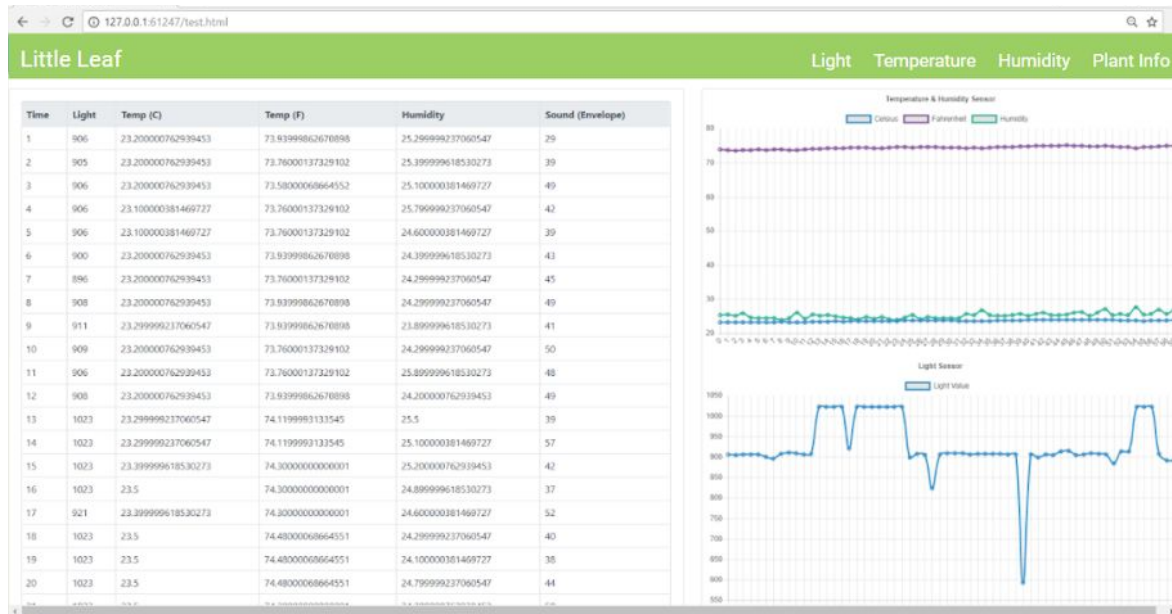 127.0.0.1:61247/test.html
Little Leaf Light Temperature Humidity Plant Info
Time Light Temp (C) Temp (F) Humidity Sound (Envelope)
1 906 23.200000762939453 73.93999862670898 25.299999237060547 29
2 905 23.200000762939453 73.76000137329102 25.399999618530273 39
3 906 23.200000762939453 73.58000068664552 25.100000381469727 49
4 906 23.100000381469727 73.76000137329102 25.799999237060547 42
5 906 23.100000381469727 73.76000137329102 24.600000381469727 39
6 900 23.200000762939453 73.93999862670898 24.399999618530273 43
7 896 23.200000762939453 73.76000137329102 24.299999237060547 45
8 908 23.200000762939453 73.93999862670898 24.299999237060547 49
9 911 23.299999237060547 73.93999862670898 23.899999618530273 41
10 909 23.200000762939453 73.76000137329102 24.299999237060547 50
11 906 23.200000762939453 73.76000137329102 25.899999618530273 48
12 908 23.200000762939453 73.93999862670898 24.200000762939453 49
13 1023 23.299999237060547 74.1199993133545 25.5 39
14 1023 23.299999237060547 74.1199993133545 25.100000381469727 57
15 1023 23.399999618530273 74.30000000000001 25.200000762939453 42
16 1023 23.5 74.30000000000001 24.899999618530273 37
17 921 23.399999618530273 74.30000000000001 24.600000381469727 52
18 1023 23.5 74.48000068664551 24.299999237060547 40
19 1023 23.5 74.48000068664551 24.100000381469727 38
20 1023 23.5 74.48000068664551 24.799999237060547 44
Temperature & Humidity Sensor
Celsius Fahrenheit Humidity
80
70
60
50
40
30
20
Light Sensor
Light Value
1050
1000
950
900
850
800
750
700
650
600
550